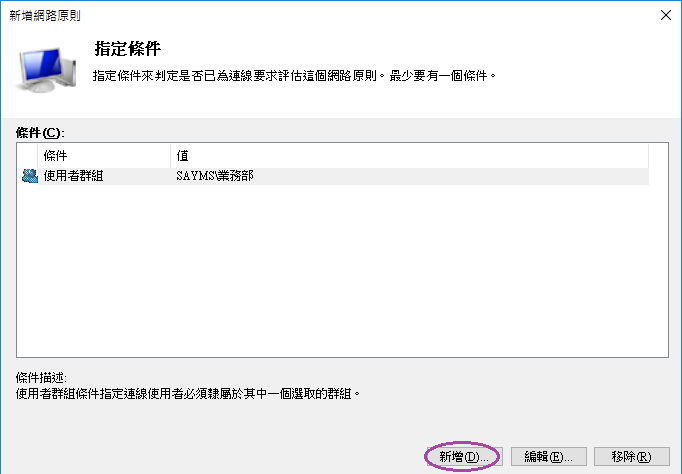 新增網路原則
指定條件
指定條件來判定是否已為連線要求評估這個網路原則。最少要有一個條件。
條件(C):
條件 值
使用者群組 SAYMS\業務部
條件描述:
使用者群組條件指定連線使用者必須隸屬於其中一個選取的群組。
新增(D)... 編輯(E)... 移除(R)